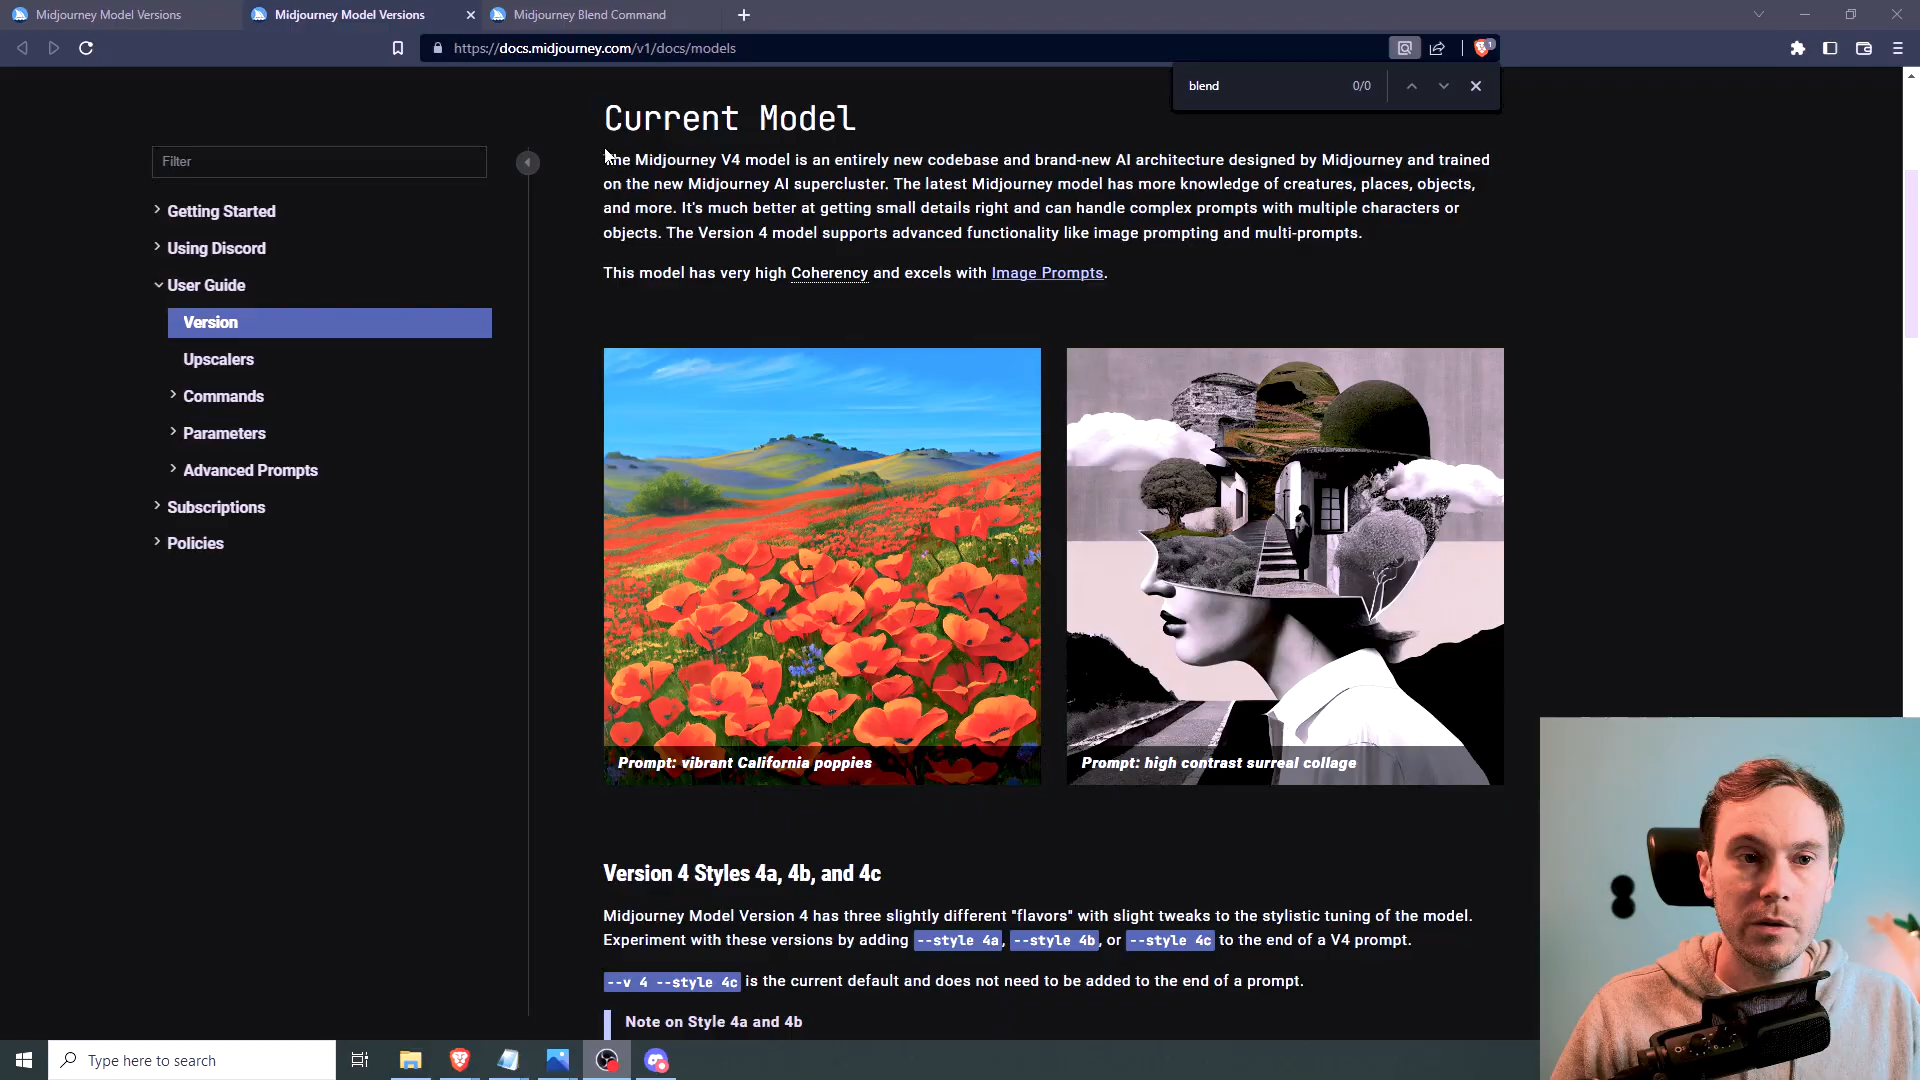 Midjourney Model Versions
Midjourney Model Versions
Midjourney Blend Command
https://docs.midjourney.com/v1/docs/models
1
blend
0/0
Current Model
The Midjourney V4 model is an entirely new codebase and brand-new AI architecture designed by Midjourney and trained
on the new Midjourney AI supercluster. The latest Midjourney model has more knowledge of creatures, places, objects,
and more. It's much better at getting small details right and can handle complex prompts with multiple characters or
objects. The Version 4 model supports advanced functionality like image prompting and multi-prompts.
This model has very high Coherency and excels with Image Prompts.
Filter
Getting Started
Using Discord
User Guide
Version
Upscalers
Commands
Parameters
Advanced Prompts
Subscriptions
Policies
Prompt: vibrant California poppies
Prompt: high contrast surreal collage
Version 4 Styles 4a, 4b, and 4c
Midjourney Model Version 4 has three slightly different "flavors" with slight tweaks to the stylistic tuning of the model.
Experiment with these versions by adding --style 4a, --style 4b, or --style 4c to the end of a V4 prompt.
--v 4 --style 4c is the current default and does not need to be added to the end of a prompt.
Note on Style 4a and 4b
Type here to search